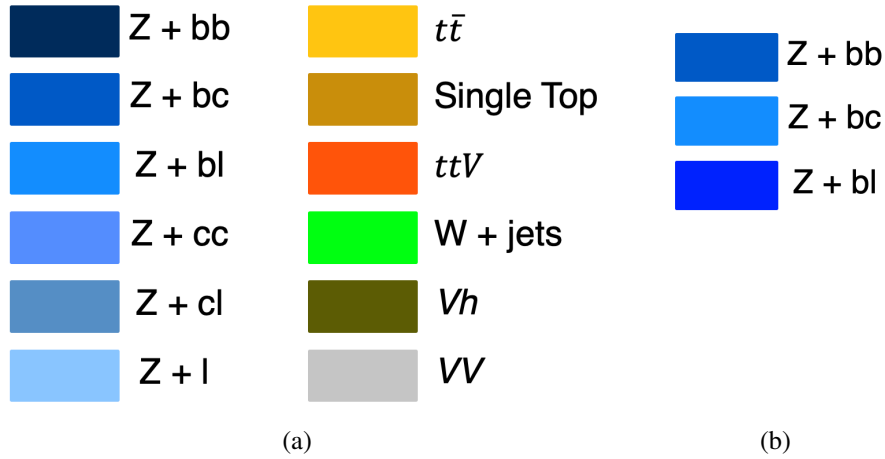 Z + bb
Z + bc
Z + bl
Z + cc
Z + cl
Z + l
tt̄
Single Top
ttV
W + jets
Vh
VV
(a)
Z + bb
Z + bc
Z + bl
(b)